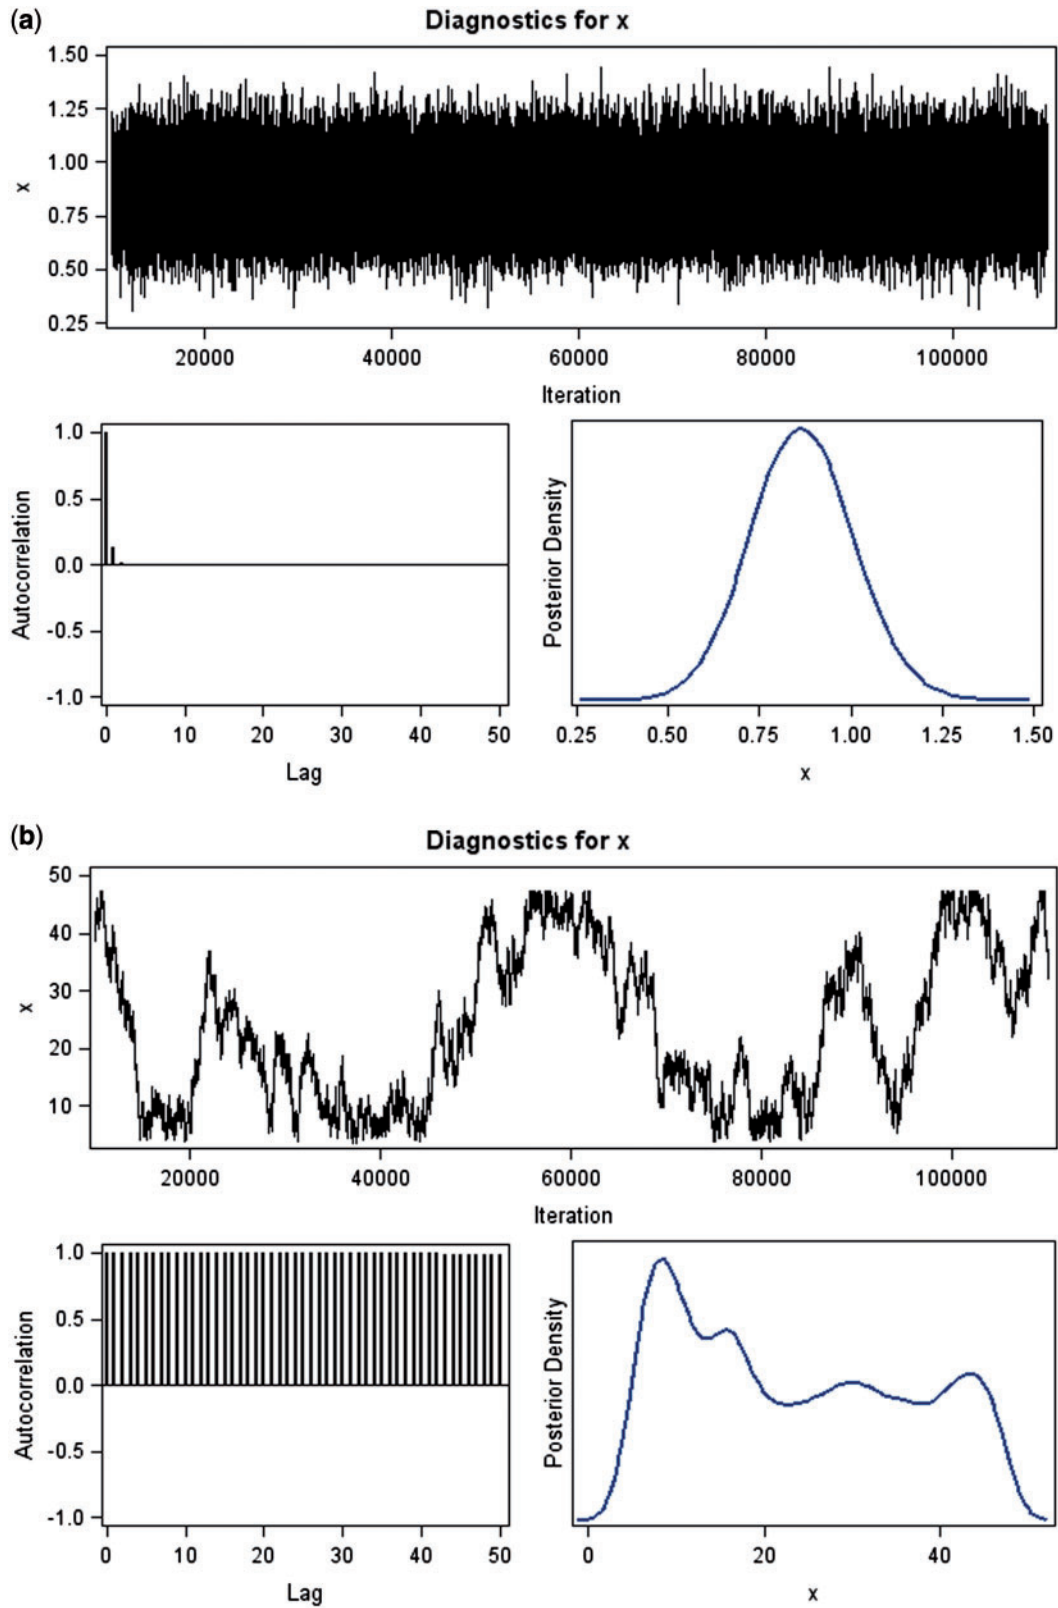 (a)
Diagnostics for x
1.50
1.25
1.00
0.75
0.50
0.25
x
20000 40000 60000 80000 100000
Iteration
1.0
0.5
0.0
-0.5
-1.0
Autocorrelation
0 10 20 30 40 50
Lag
Posterior Density
0.25 0.50 0.75 1.00 1.25 1.50
x
(b)
Diagnostics for x
50
40
30
20
10
x
20000 40000 60000 80000 100000
Iteration
1.0
0.5
0.0
-0.5
-1.0
Autocorrelation
0 10 20 30 40 50
Lag
Posterior Density
0 20 40
x